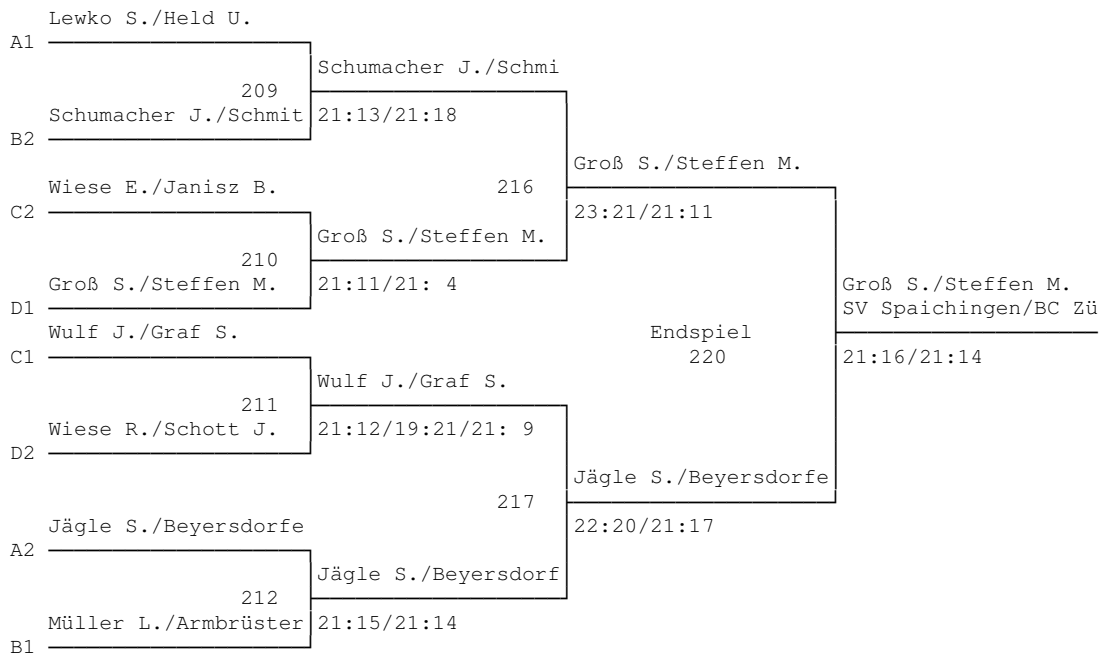 Lewko S./Held U.
A1
Schumacher J./Schmi
209
Schumacher J./Schmit 21:13/21:18
B2
Groß S./Steffen M.
Wiese E./Janisz B. 216
C2 23:21/21:11
Groß S./Steffen M.
210
Groß S./Steffen M. 21:11/21: 4 Groß S./Steffen M.
D1 SV Spaichingen/BC Zü
Wulf J./Graf S. Endspiel
C1 220 21:16/21:14
Wulf J./Graf S.
211
Wiese R./Schott J. 21:12/19:21/21: 9
D2
Jägle S./Beyersdorfe
217
Jägle S./Beyersdorfe 22:20/21:17
A2
Jägle S./Beyersdorf
212
Müller L./Armbrüster 21:15/21:14
B1